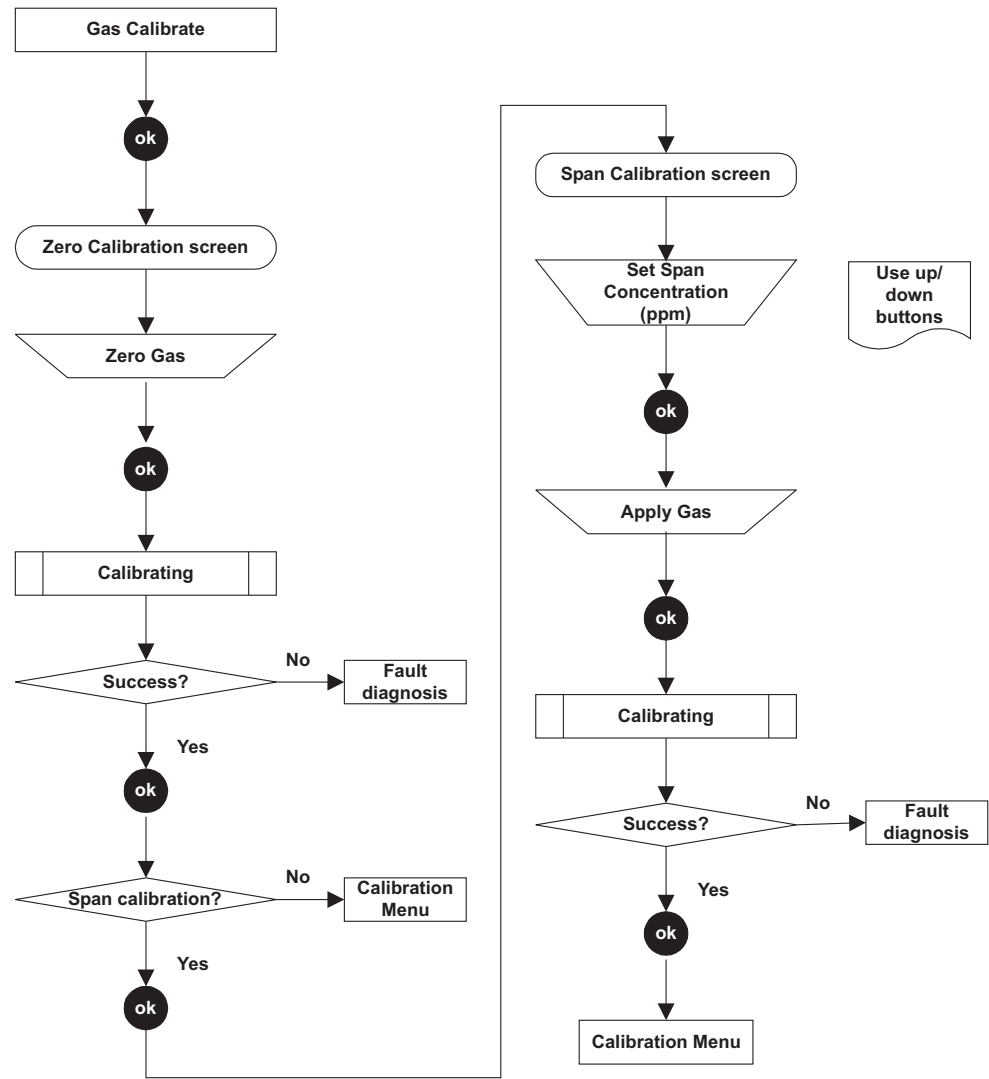 Gas Calibrate
ok
Zero Calibration screen
Zero Gas
ok
Calibrating
Success?
No
Fault
diagnosis
Yes
ok
Span calibration?
No
Calibration
Menu
Yes
ok
Span Calibration screen
Set Span
Concentration
(ppm)
Use up/
down
buttons
ok
Apply Gas
ok
Calibrating
Success?
No
Fault
diagnosis
Yes
ok
Calibration Menu